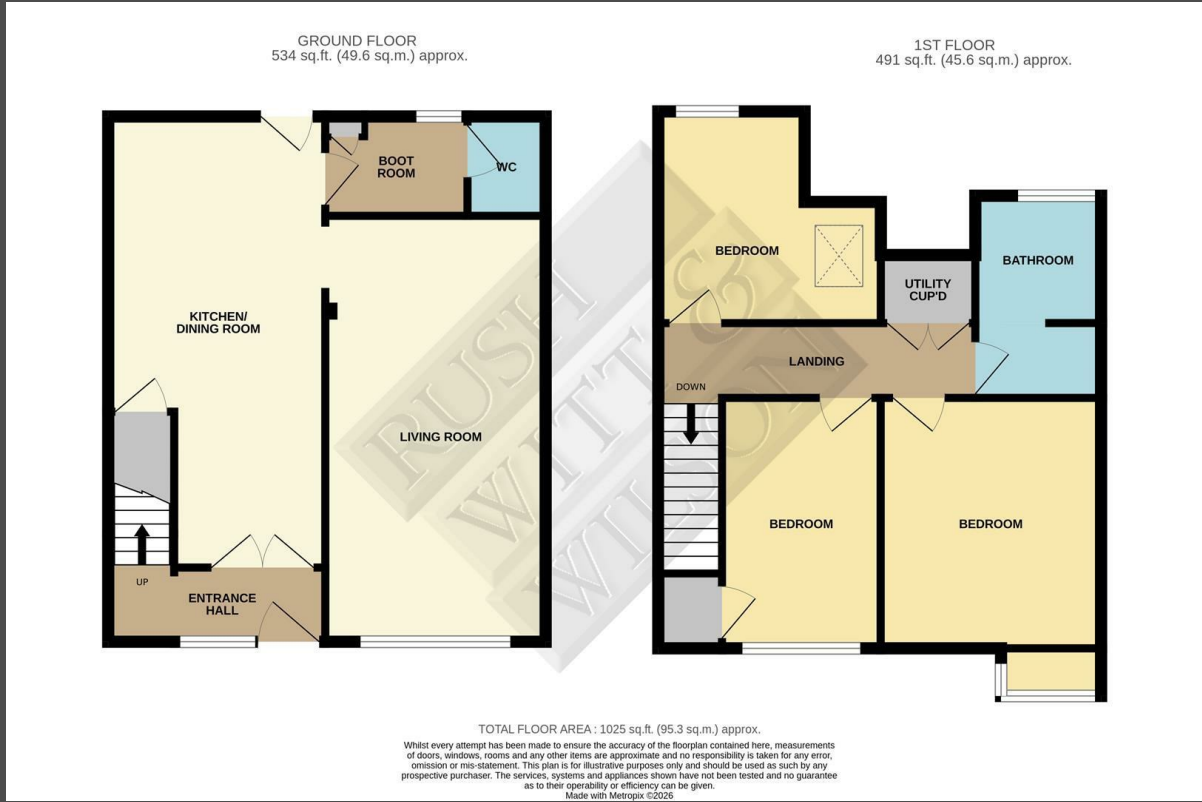 GROUND FLOOR
534 sq.ft. (49.6 sq.m.) approx.
1ST FLOOR
491 sq.ft. (45.6 sq.m.) approx.
BOOT
ROOM
WC
KITCHEN/
DINING ROOM
LIVING ROOM
UP
ENTRANCE
HALL
BEDROOM
BATHROOM
UTILITY
CUP'D
LANDING
DOWN
BEDROOM
BEDROOM
RUSH
WITT &
WILSON
TOTAL FLOOR AREA : 1025 sq.ft. (95.3 sq.m.) approx.
Whilst every attempt has been made to ensure the accuracy of the floorplan contained here, measurements
of doors, windows, rooms and any other items are approximate and no responsibility is taken for any error,
omission or mis-statement. This plan is for illustrative purposes only and should be used as such by any
prospective purchaser. The services, systems and appliances shown have not been tested and no guarantee
as to their operability or efficiency can be given.
Made with Metropix ©2026